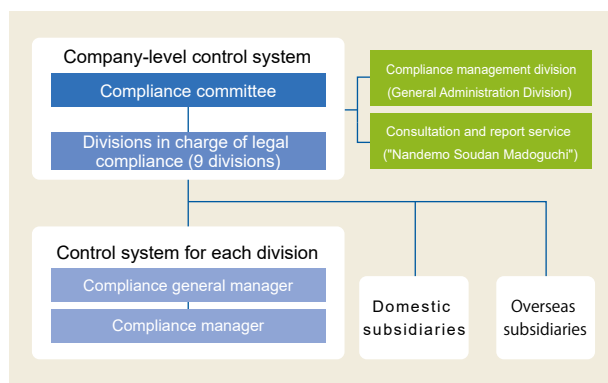 Company-level control system
Compliance committee
Divisions in charge of legal
compliance (9 divisions)
Compliance management division
(General Administration Division)
Consultation and report service
("Nandemo Soudan Madoguchi")
Control system for each division
Compliance general manager
Compliance manager
Domestic
subsidiaries
Overseas
subsidiaries